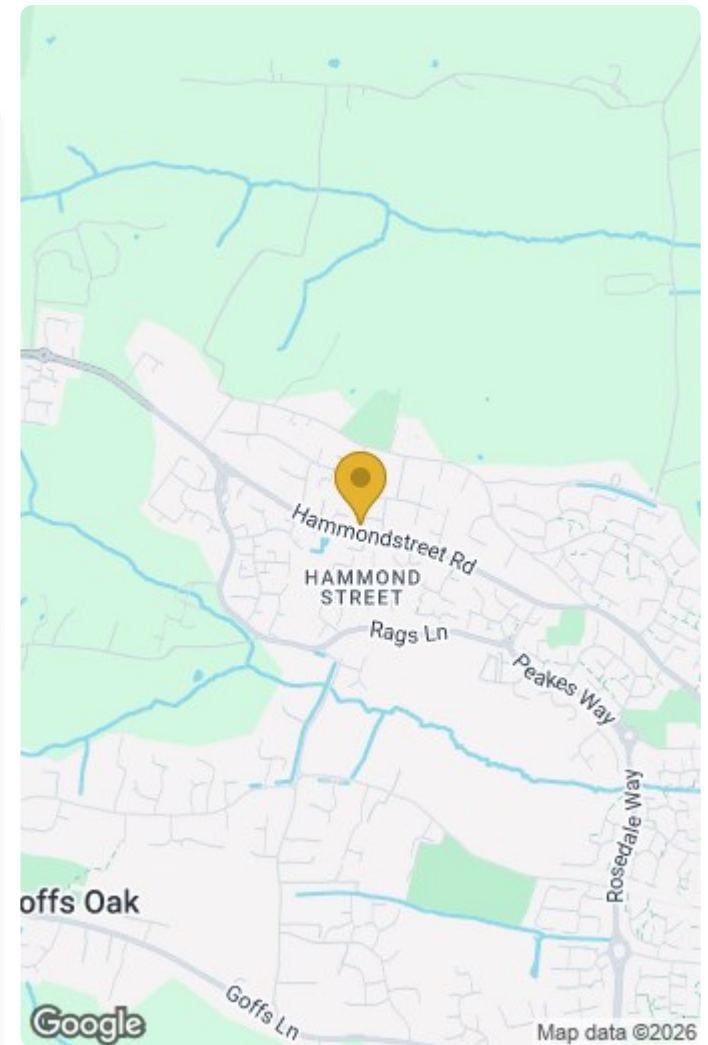 Hammondstreet Rd
HAMMOND
STREET
Rags Ln
Peakes Way
Rosedale Way
offs Oak
Goffs Ln
Google
Map data ©2026